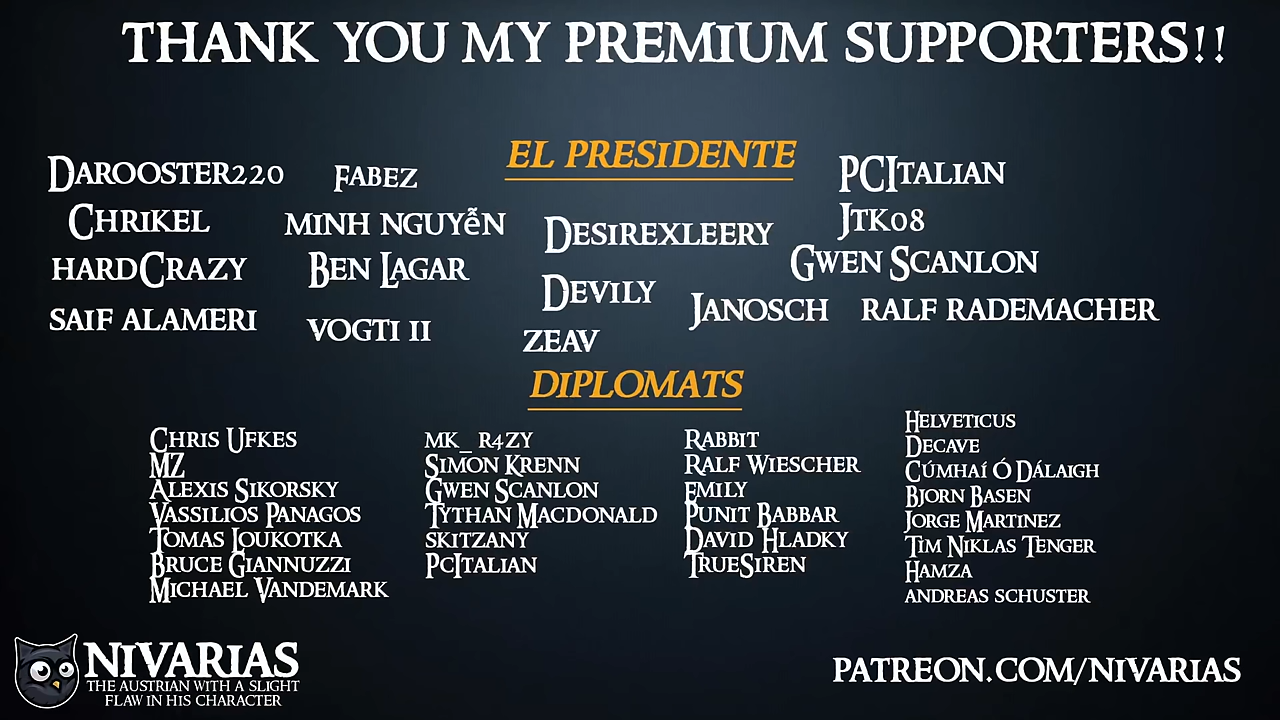 THANK YOU MY PREMIUM SUPPORTERS!!
EL PRESIDENTE
DAROOSTER220
CHRIKEL
HARDCRAZY
SAIF ALAMERI
FABEZ
MINH NGUYỄN
BEN LAGAR
VOGTI II
DESIREXLEERY
DEVILY
ZEAV
PCITALIAN
JTK08
GWEN SCANLON
JANOSCH
RALF RADEMACHER
DIPLOMATS
CHRIS UFKES
MZ
ALEXIS SIKORSKY
VASSILIOS PANAGOS
TOMAS LOUKOTKA
BRUCE GIANNUZZI
MICHAEL VANDEMARK
MK_ R4ZY
SIMON KRENN
GWEN SCANLON
TYTHAN MACDONALD
SKITZANY
PCITALIAN
RABBIT
RALF WIESCHER
EMILY
PUNIT BABBAR
DAVID HLADKY
TRUESIREN
HELVETICUS
DECAVE
CÚMHAÍ Ó DÁLAIGH
BJORN BASEN
JORGE MARTINEZ
TIM NIKLAS TENGER
HAMZA
ANDREAS SCHUSTER
NIVARIAS
THE AUSTRIAN WITH A SLIGHT
FLAW IN HIS CHARACTER
PATREON.COM/NIVARIAS